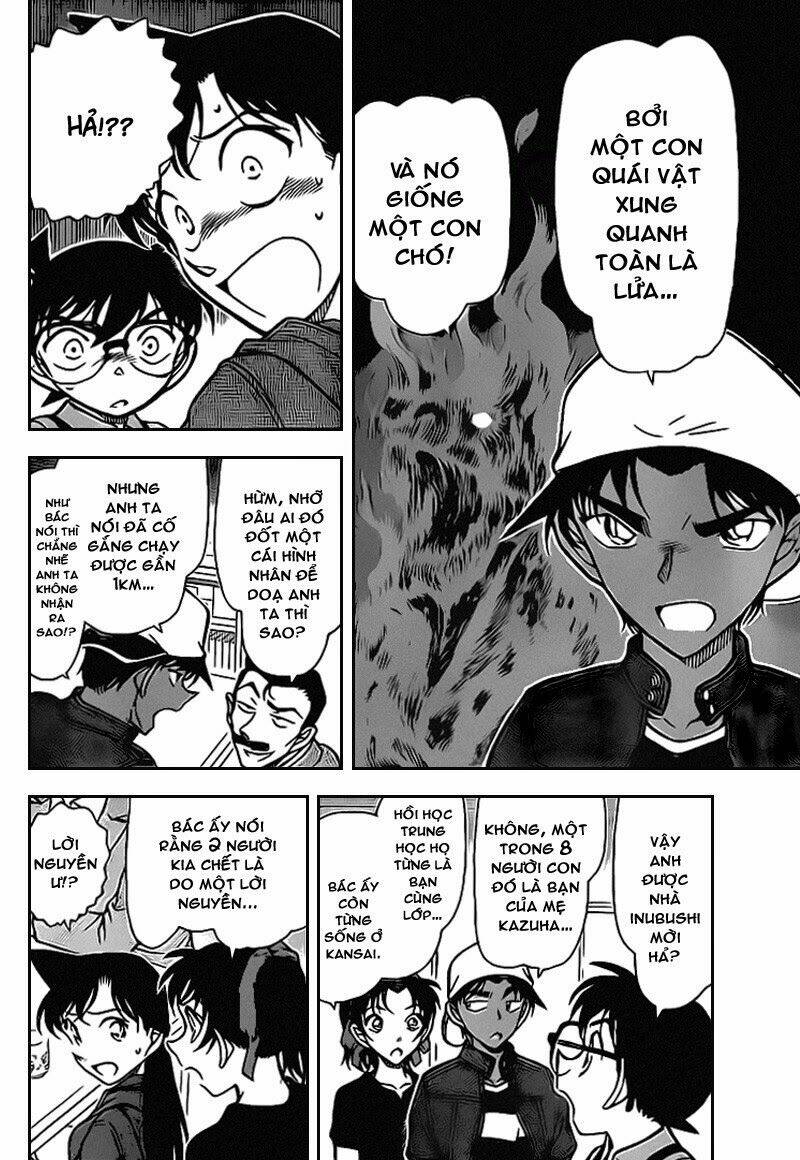 BỞI
MỘT CON
QUÁI VẬT
XUNG
QUANH
TOÀN LÀ
LỬA...
VÀ NÓ
GIỐNG
MỘT CON
CHÓ!
HẢ!??
HỪM, NHỠ
ĐÂU AI ĐÓ
ĐỐT MỘT
CÁI HÌNH
NHÂN ĐỂ
DOẠ ANH
TA THÌ
SAO?
NHƯNG
ANH TA
NÓI ĐÃ CỐ
GẮNG CHẠY
ĐƯỢC GẦN
1KM...
NHƯ
BÁC
NÓI THÌ
CHẲNG
NHẼ
ANH TA
KHÔNG
NHẬN
RA
SAO!?
VẬY
ANH
ĐƯỢC
NHÀ
INUBUSHI
MỜI
HẢ?
KHÔNG, MỘT
TRONG 8
NGƯỜI CON
ĐÓ LÀ BẠN
CỦA MẸ
KAZUHA...
HỒI HỌC
TRUNG
HỌC HỌ
TỪNG LÀ
BẠN
CÙNG
LỚP...
BÁC ẤY
CÒN
TỪNG
SỐNG Ở
KANSAI.
BÁC ẤY NÓI
RẰNG 2 NGƯỜI
KIA CHẾT LÀ
DO MỘT LỜI
NGUYỀN...
LỜI
NGUYỀN
Ư!?